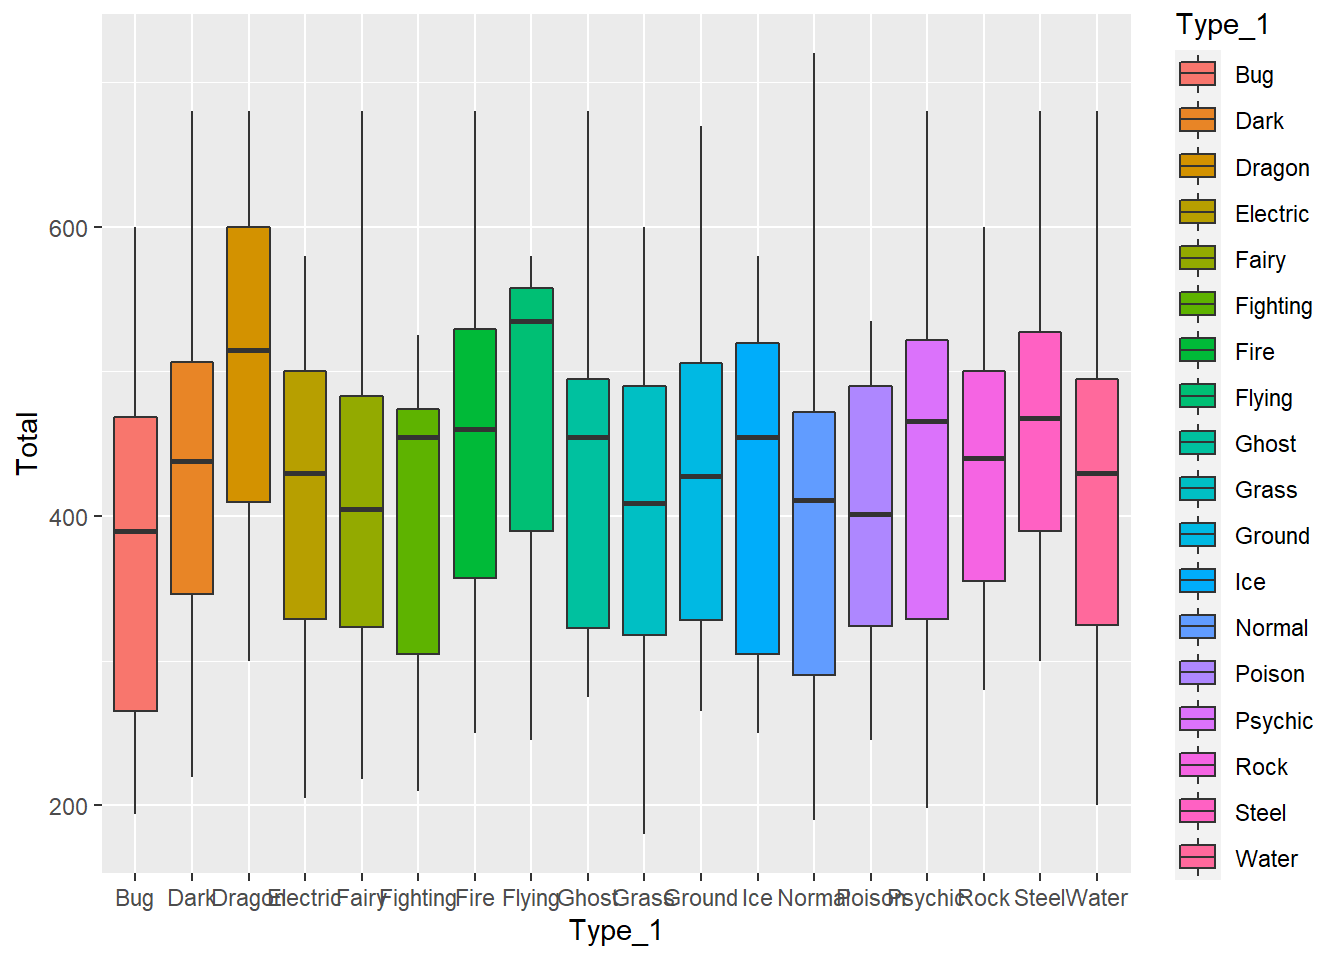 Type_1
Bug
Dark
Dragon
Electric
Fairy
Fighting
Fire
Flying
Ghost
Grass
Ground
Ice
Normal
Poison
Psychic
Rock
Steel
Water
Total
600
400
200
Bug Dark Dragon Electric Fairy Fighting Fire Flying Ghost Grass Ground Ice Normal Poison Psychic Rock Steel Water
Type_1